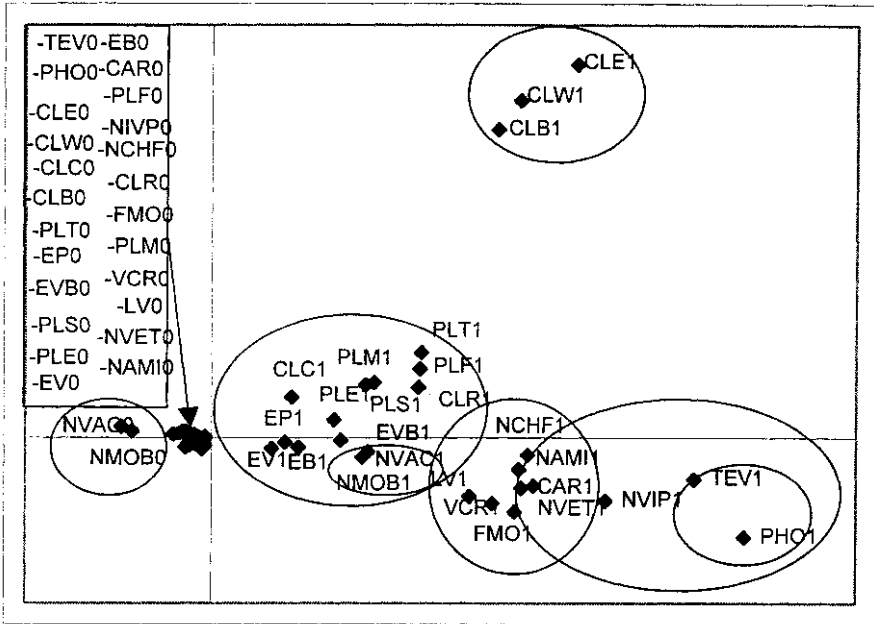 -TEV0 -EB0
-PHO0 -CAR0
-PLF0
-CLE0
-NIVP0
-CLW0
-NCHF0
-CLC0
-CLR0
-CLB0
-FMO0
-PLT0
-PLM0
-EP0
-VCR0
-EVB0
-LV0
-PLS0
-NVET0
-PLE0
-NAMI0
-EV0
CLE1
CLW1
CLB1
PLT1
PLM1
PLF1
CLC1
PLE1
PLS1
CLR1
EP1
NVAC0
NCHF1
EVB1
NMOB0
EV1
EB1
NVAC1
NAMI1
NMOB1
LV1
CAR1
TEV1
VCR1
NVET1
NVIP1
FMO1
PHO1